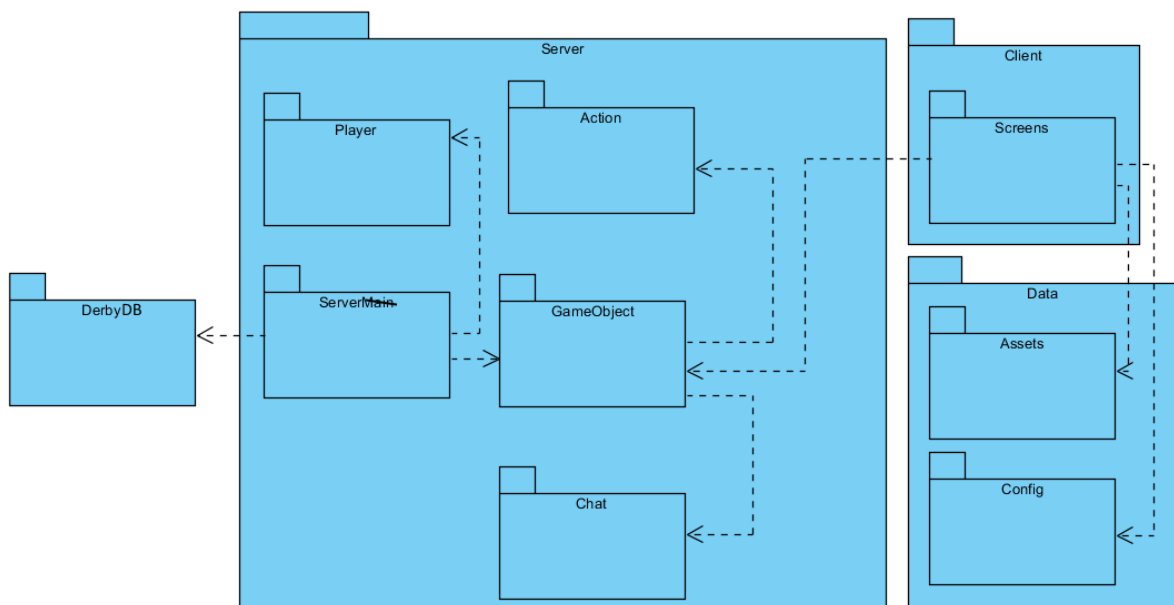 Server
Client
Player
Action
Screens
DerbyDB
ServerMain
GameObject
Data
Assets
Chat
Config